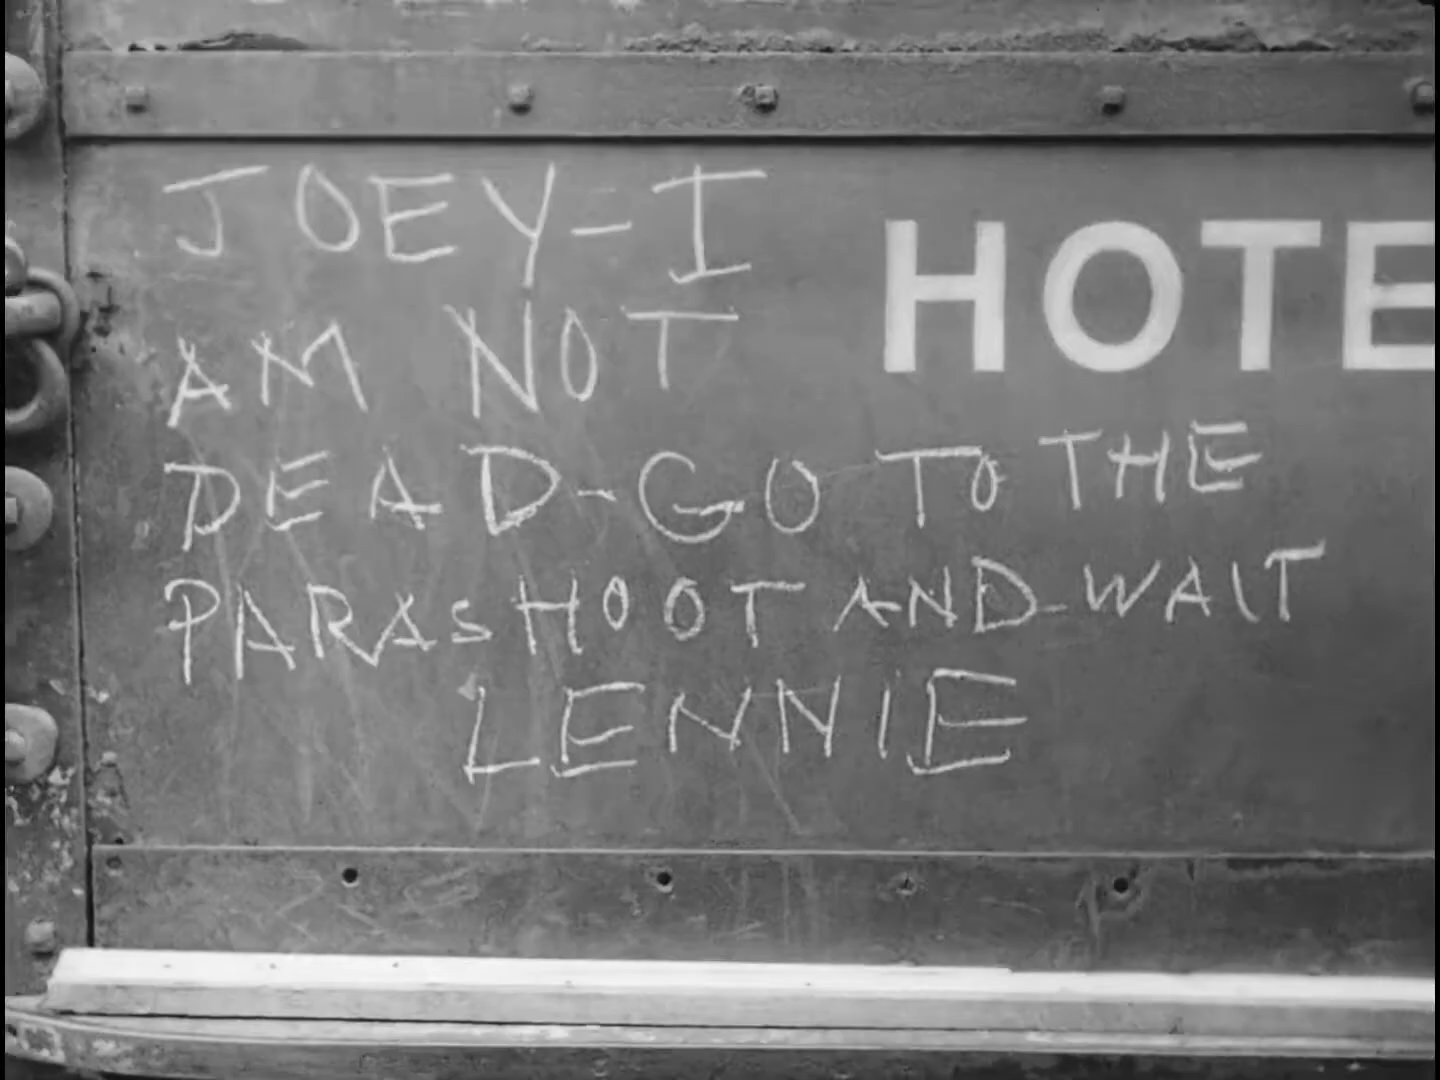 JOEY-I
AM NOT
HOTE
DEAD-GO TO THE
PARASHOOT AND WAIT
LENNIE